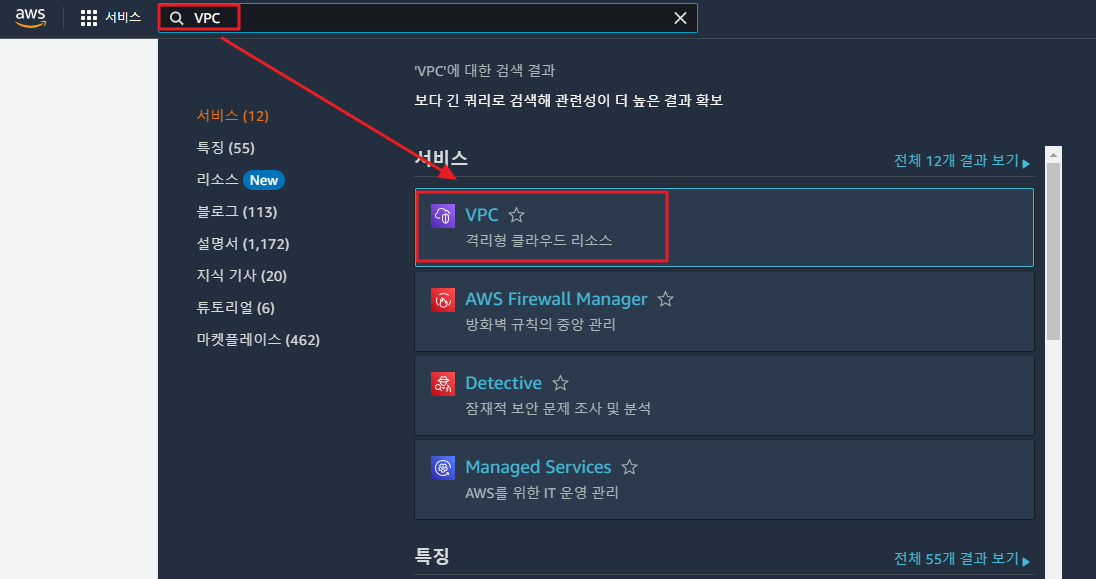 aws
서비스
VPC
'VPC'에 대한 검색 결과
보다 긴 쿼리로 검색해 관련성이 더 높은 결과 확보
서비스 (12)
특징 (55)
리소스 New
블로그 (113)
설명서 (1,172)
지식 기사 (20)
튜토리얼 (6)
마켓플레이스 (462)
서비스
전체 12개 결과 보기
VPC
격리형 클라우드 리소스
AWS Firewall Manager
방화벽 규칙의 중앙 관리
Detective
잠재적 보안 문제 조사 및 분석
Managed Services
AWS를 위한 IT 운영 관리
특징
전체 55개 결과 보기